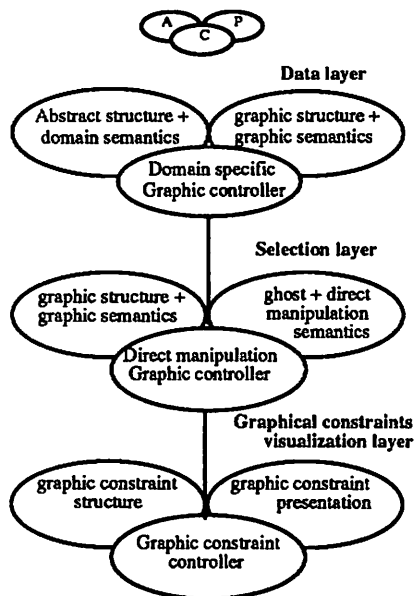 A
P
C
Data layer
Abstract structure +
domain semantics
graphic structure +
graphic semantics
Domain specific
Graphic controller
Selection layer
graphic structure +
graphic semantics
ghost + direct
manipulation
semantics
Direct manipulation
Graphic controller
Graphical constraints
visualization layer
graphic constraint
structure
graphic constraint
presentation
Graphic constraint
controller